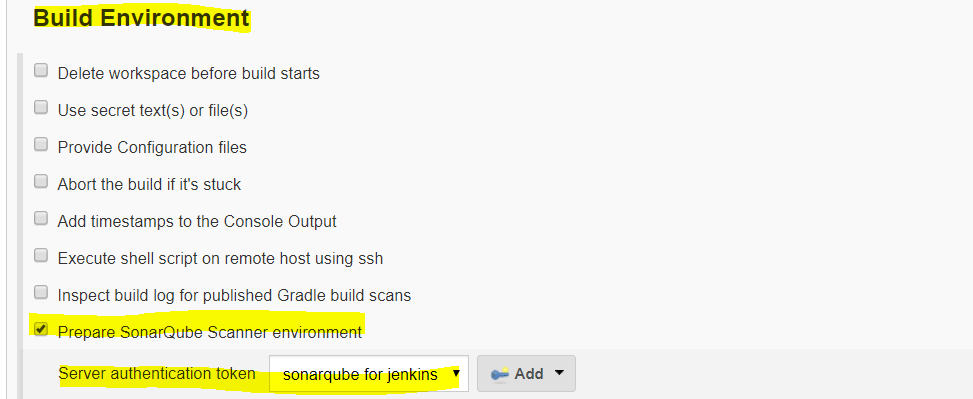 Build Environment
Delete workspace before build starts
Use secret text(s) or file(s)
Provide Configuration files
Abort the build if it's stuck
Add timestamps to the Console Output
Execute shell script on remote host using ssh
Inspect build log for published Gradle build scans
Prepare SonarQube Scanner environment
Server authentication token sonarqube for jenkins Add